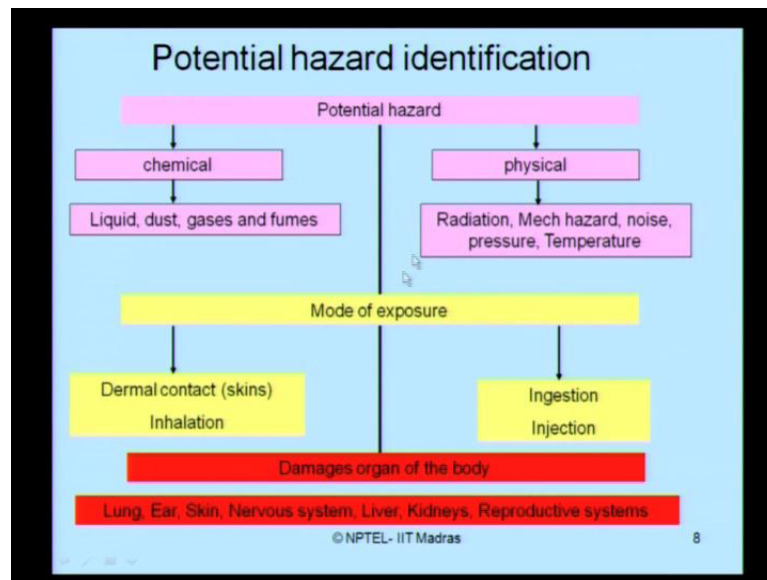 Potential hazard identification
Potential hazard
chemical
physical
Liquid, dust, gases and fumes
Radiation, Mech hazard, noise,
pressure, Temperature
Mode of exposure
Dermal contact (skins)
Inhalation
Ingestion
Injection
Damages organ of the body
Lung, Ear, Skin, Nervous system, Liver, Kidneys, Reproductive systems
© NPTEL- IIT Madras
8